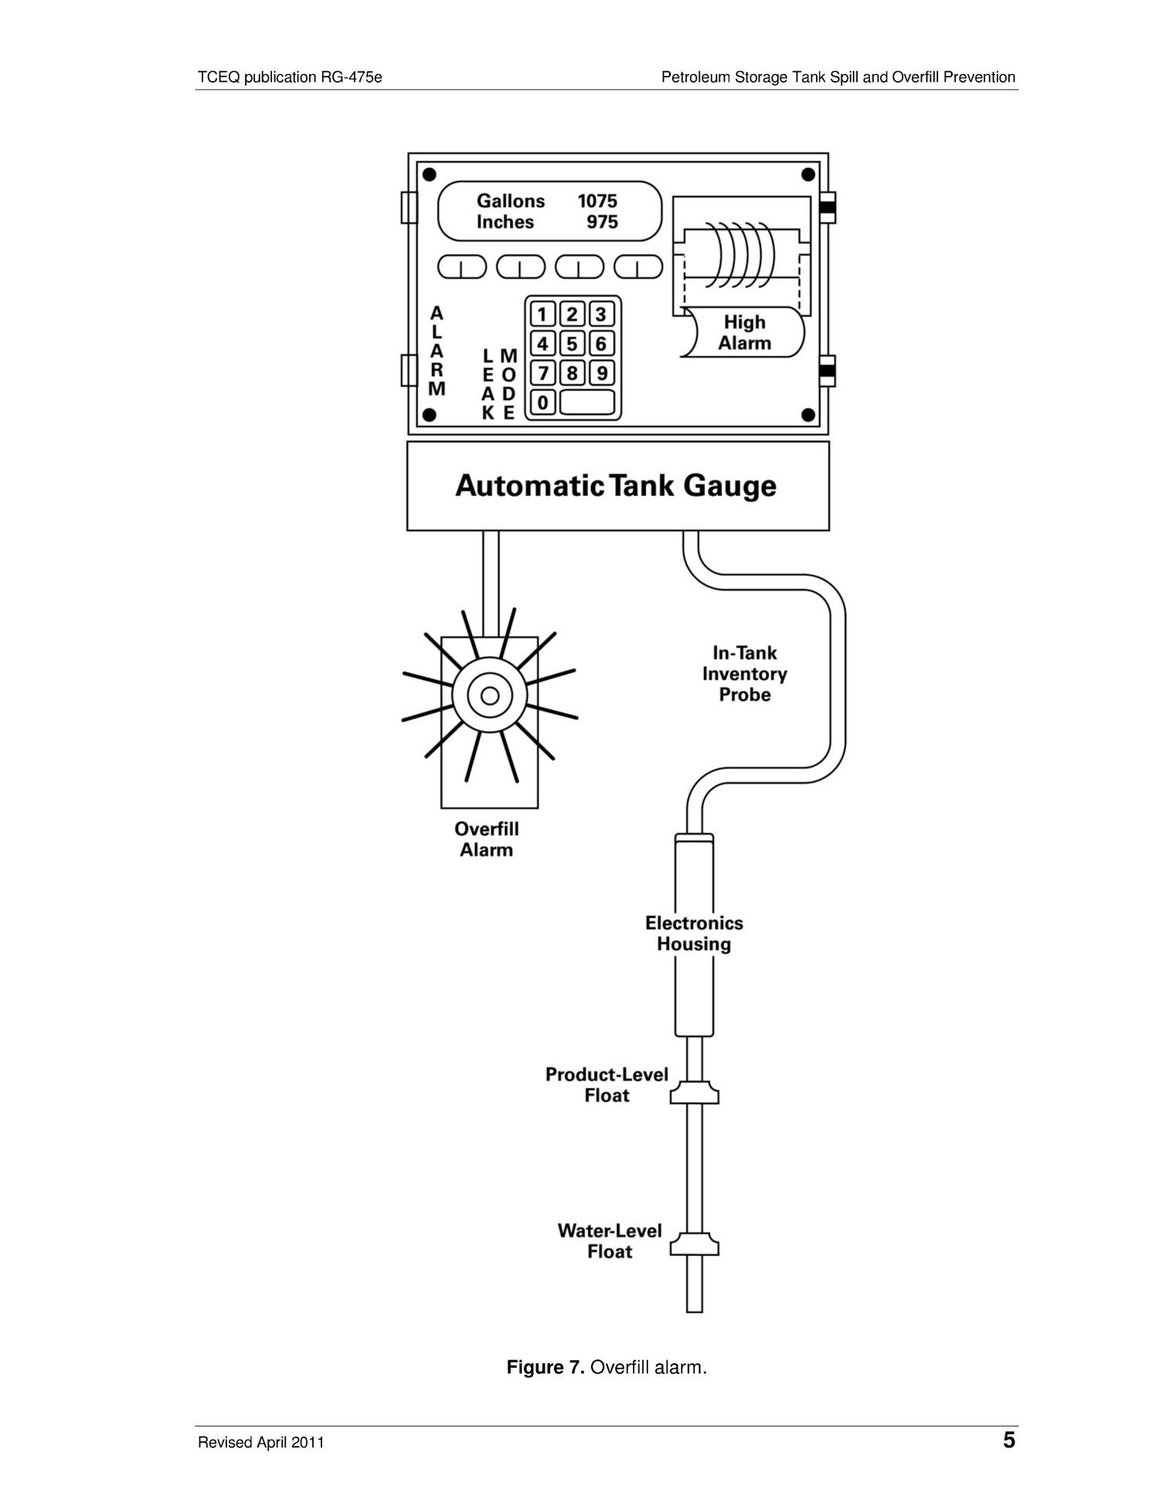 TCEQ publication RG-475e Petroleum Storage Tank Spill and Overfill Prevention
Gallons 1075
Inches 975
High
Alarm
ALARM
LEAK
MODE
1 2 3
4 5 6
7 8 9
0
Automatic Tank Gauge
In-Tank
Inventory
Probe
Overfill
Alarm
Electronics
Housing
Product-Level
Float
Water-Level
Float
Figure 7. Overfill alarm.
Revised April 2011 5